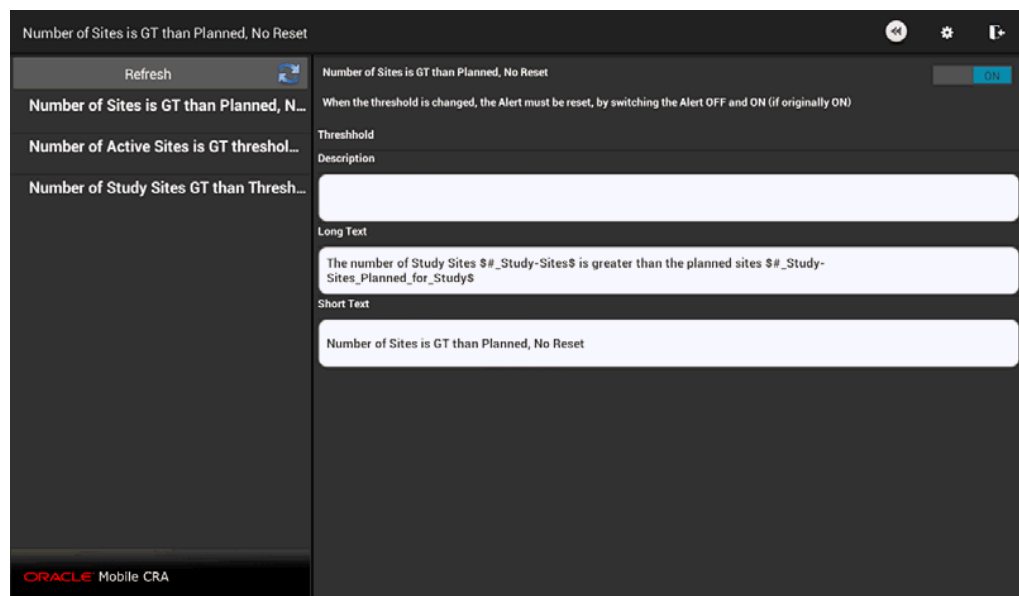 Number of Sites is GT than Planned, No Reset
Refresh
Number of Sites is GT than Planned, N...
Number of Active Sites is GT threshol...
Number of Study Sites GT than Thresh...
ORACLE Mobile CRA
Number of Sites is GT than Planned, No Reset
ON
When the threshold is changed, the Alert must be reset, by switching the Alert OFF and ON (if originally ON)
Threshhold
Description
Long Text
The number of Study Sites $#_Study-Sites$ is greater than the planned sites $#_Study-
Sites_Planned_for_Study$
Short Text
Number of Sites is GT than Planned, No Reset